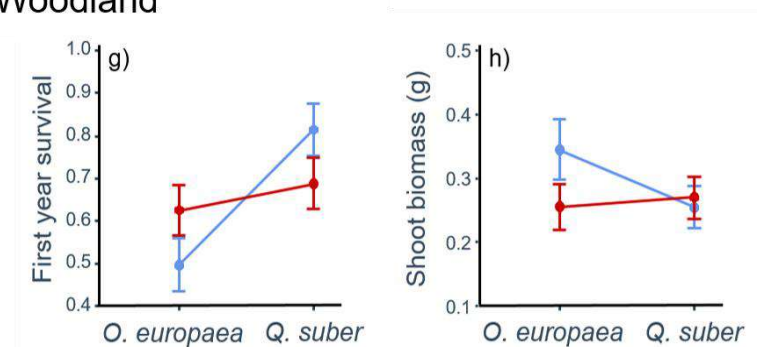 Woodland
g)
First year survival
1.0
0.9
0.8
0.7
0.6
0.5
0.4
O. europaea Q. suber
h)
Shoot biomass (g)
0.5
0.4
0.3
0.2
0.1
O. europaea Q. suber